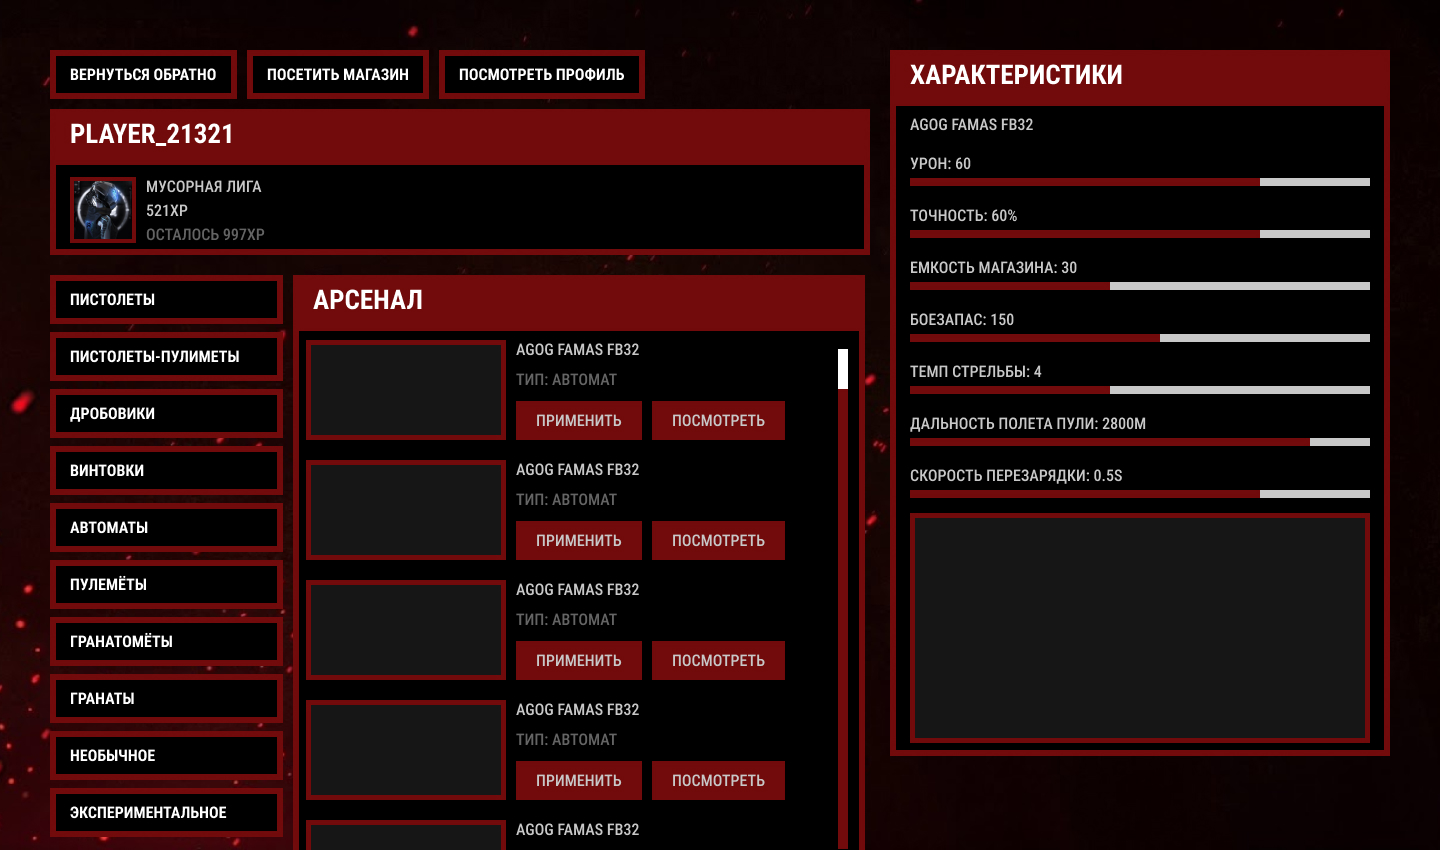 ВЕРНУТЬСЯ ОБРАТНО
ПОСЕТИТЬ МАГАЗИН
ПОСМОТРЕТЬ ПРОФИЛЬ
PLAYER_21321
МУСОРНАЯ ЛИГА
521XP
ОСТАЛОСЬ 997XP
ПИСТОЛЕТЫ
ПИСТОЛЕТЫ-ПУЛИМЕТЫ
ДРОБОВИКИ
ВИНТОВКИ
АВТОМАТЫ
ПУЛЕМЁТЫ
ГРАНАТОМЁТЫ
ГРАНАТЫ
НЕОБЫЧНОЕ
ЭКСПЕРИМЕНТАЛЬНОЕ
АРСЕНАЛ
AGOG FAMAS FB32
ТИП: АВТОМАТ
ПРИМЕНИТЬ
ПОСМОТРЕТЬ
AGOG FAMAS FB32
ТИП: АВТОМАТ
ПРИМЕНИТЬ
ПОСМОТРЕТЬ
AGOG FAMAS FB32
ТИП: АВТОМАТ
ПРИМЕНИТЬ
ПОСМОТРЕТЬ
AGOG FAMAS FB32
ТИП: АВТОМАТ
ПРИМЕНИТЬ
ПОСМОТРЕТЬ
AGOG FAMAS FB32
ХАРАКТЕРИСТИКИ
AGOG FAMAS FB32
УРОН: 60
ТОЧНОСТЬ: 60%
ЕМКОСТЬ МАГАЗИНА: 30
БОЕЗАПАС: 150
ТЕМП СТРЕЛЬБЫ: 4
ДАЛЬНОСТЬ ПОЛЕТА ПУЛИ: 2800М
СКОРОСТЬ ПЕРЕЗАРЯДКИ: 0.5S